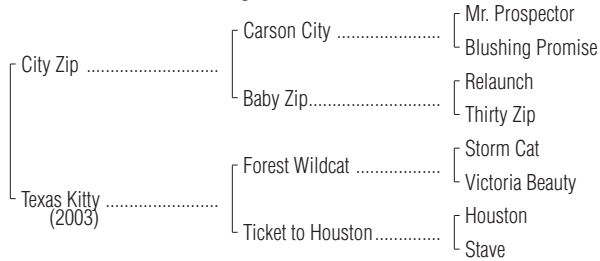 Mr. Prospector
Carson City ..................
Blushing Promise
City Zip .......................
Relaunch
Baby Zip.......................
Thirty Zip
Storm Cat
Forest Wildcat ...............
Victoria Beauty
Texas Kitty ....................
(2003)
Houston
Ticket to Houston............
Stave